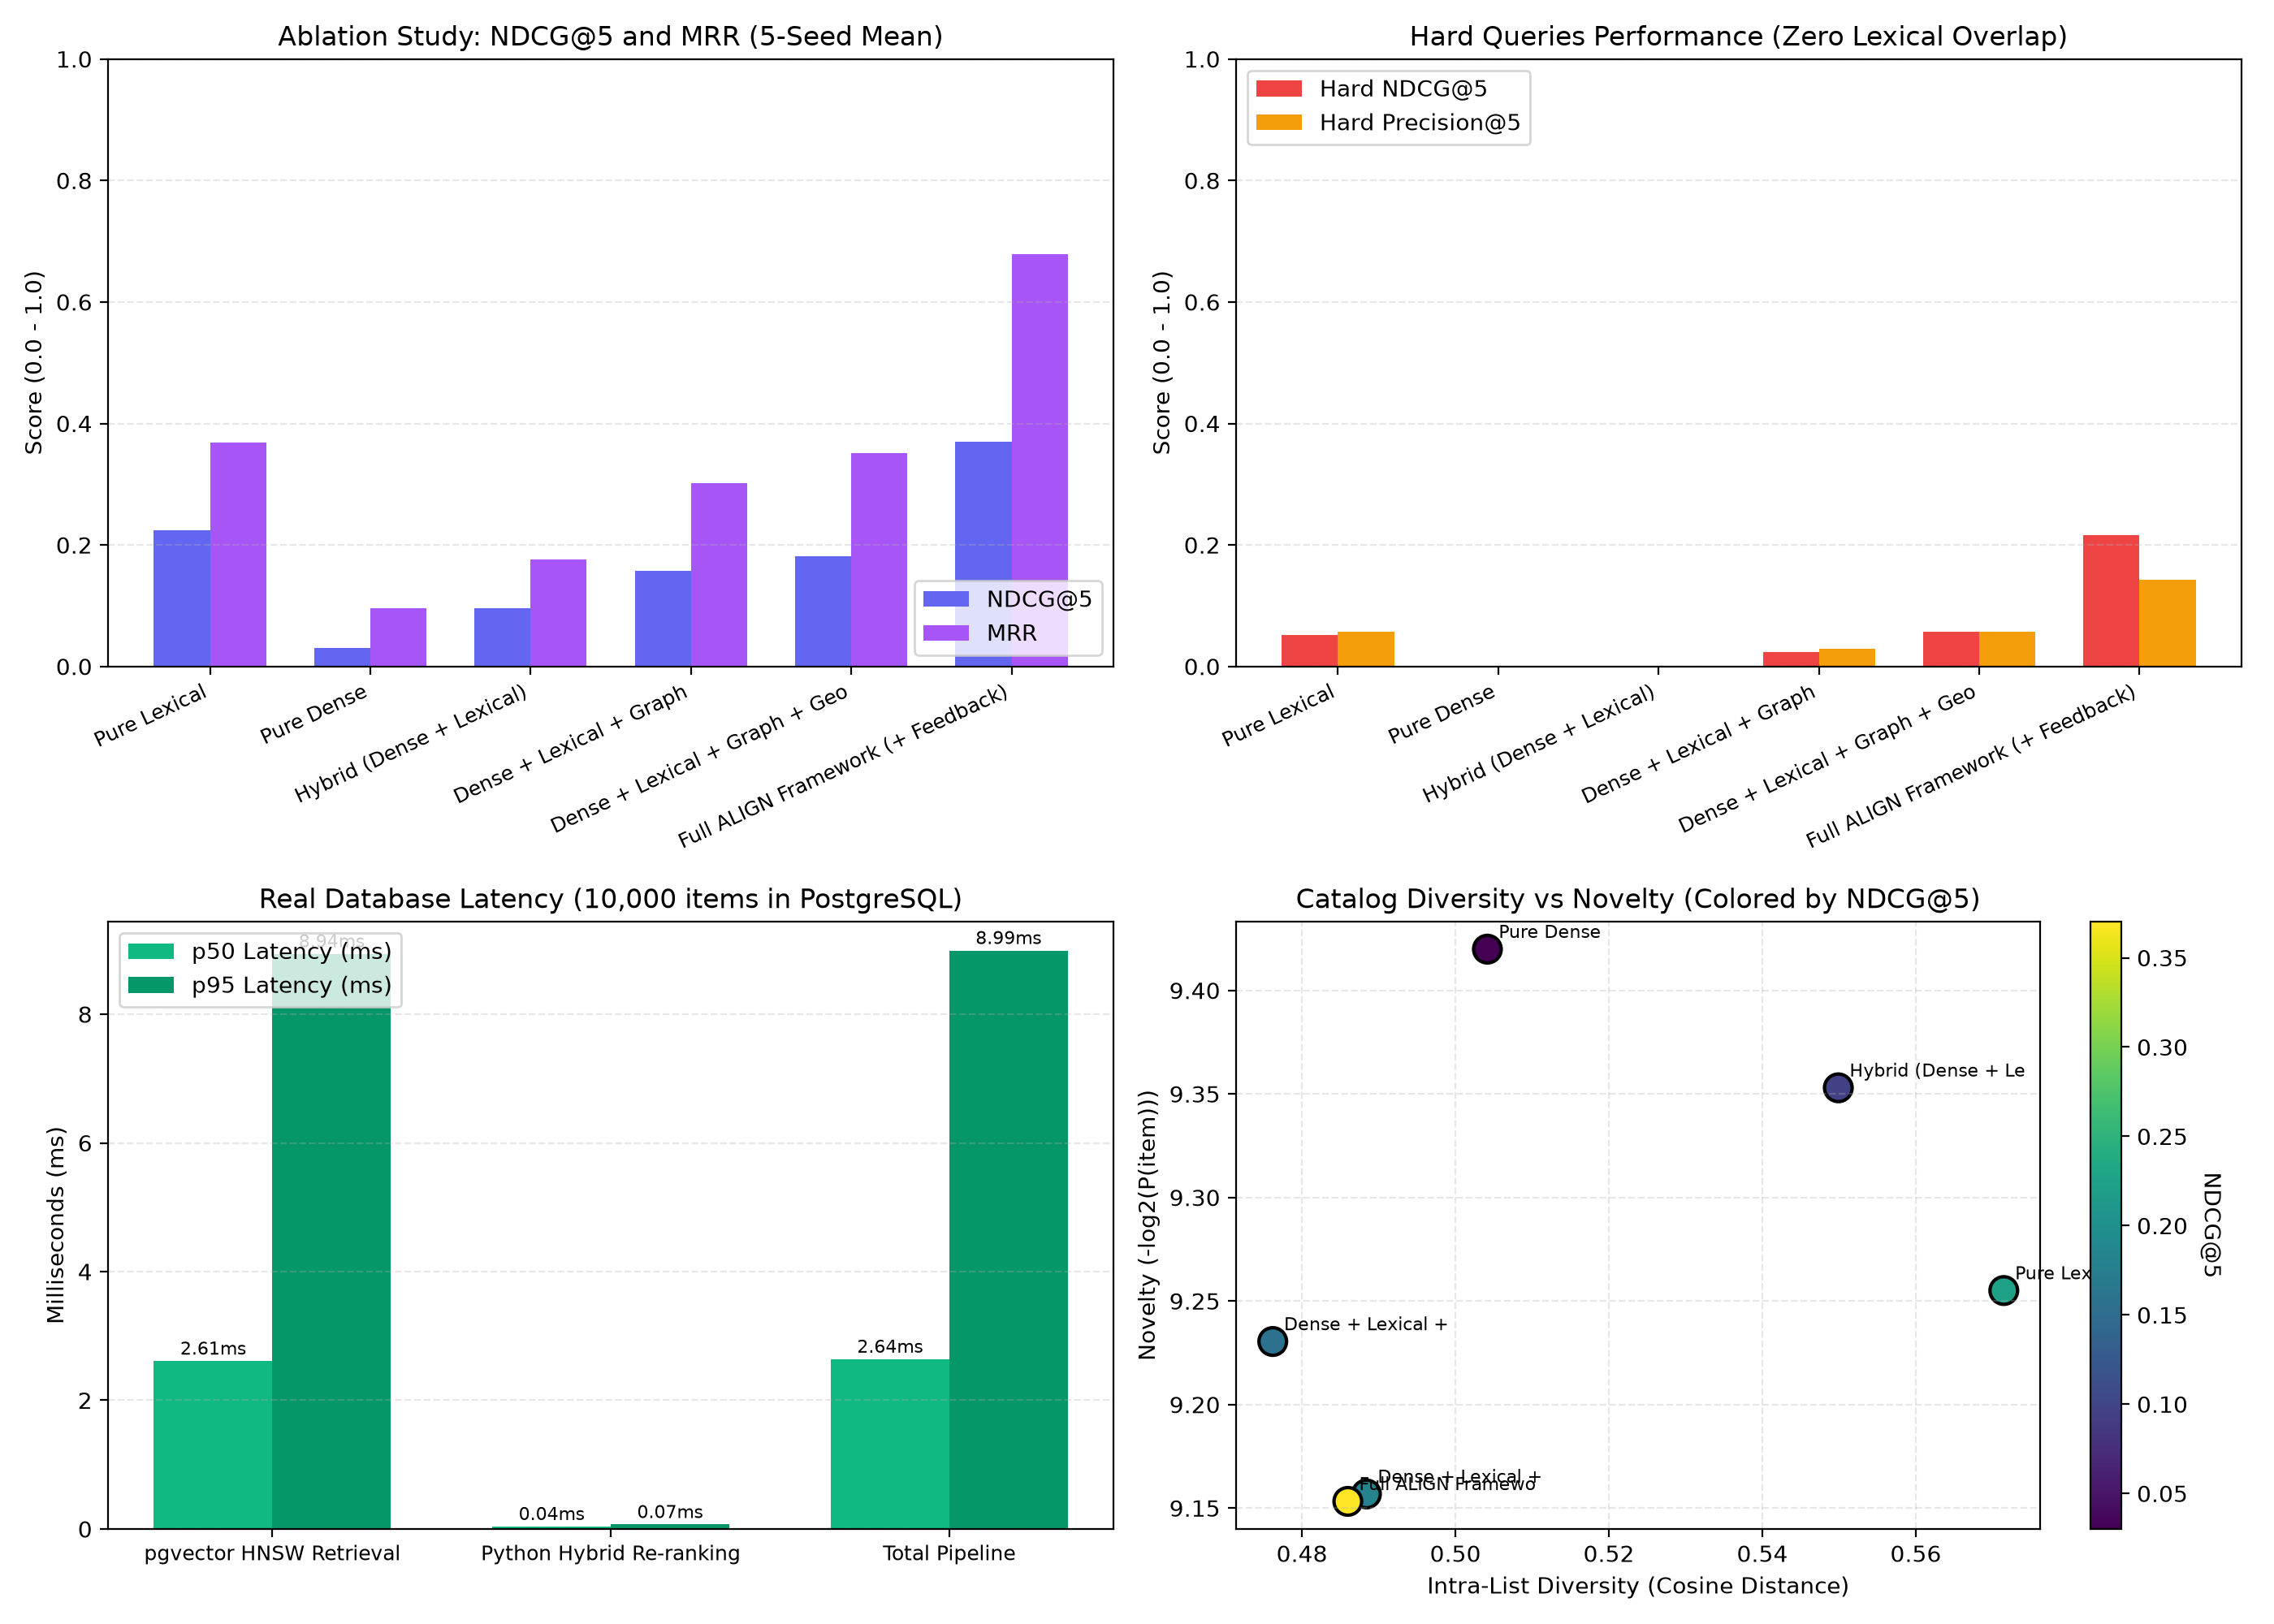 Ablation Study: NDCG@5 and MRR (5-Seed Mean)
Score (0.0 - 1.0)
1.0
0.8
0.6
0.4
0.2
0.0
NDCG@5
MRR
Pure Lexical
Pure Dense
Hybrid (Dense + Lexical)
Dense + Lexical + Graph
Dense + Lexical + Graph + Geo
Full ALIGN Framework (+ Feedback)
Hard Queries Performance (Zero Lexical Overlap)
Score (0.0 - 1.0)
1.0
0.8
0.6
0.4
0.2
0.0
Hard NDCG@5
Hard Precision@5
Pure Lexical
Pure Dense
Hybrid (Dense + Lexical)
Dense + Lexical + Graph
Dense + Lexical + Graph + Geo
Full ALIGN Framework (+ Feedback)
Real Database Latency (10,000 items in PostgreSQL)
Milliseconds (ms)
8
6
4
2
0
p50 Latency (ms)
p95 Latency (ms)
2.61ms
8.94ms
0.04ms
0.07ms
2.64ms
8.99ms
pgvector HNSW Retrieval
Python Hybrid Re-ranking
Total Pipeline
Catalog Diversity vs Novelty (Colored by NDCG@5)
Novelty (-log2(P(item)))
9.40
9.35
9.30
9.25
9.20
9.15
Pure Dense
Hybrid (Dense + Le
Pure Lex
Dense + Lexical +
Dense + Lexical +
Full ALIGN Framewo
0.48
0.50
0.52
0.54
0.56
Intra-List Diversity (Cosine Distance)
0.35
0.30
0.25
0.20
0.15
0.10
0.05
NDCG@5